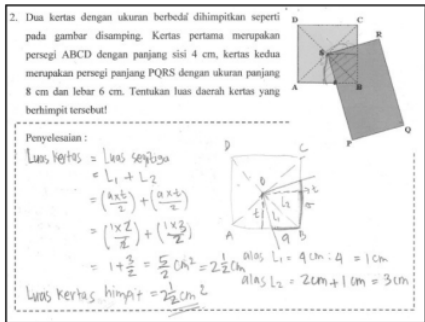 2. Dua kertas dengan ukuran berbeda dihimpitkan seperti
pada gambar disamping. Kertas pertama merupakan
persegi ABCD dengan panjang sisi 4 cm, kertas kedua
merupakan persegi panjang PQRS dengan ukuran panjang
8 cm dan lebar 6 cm. Tentukan luas daerah kertas yang
berhimpit tersebut!
D C
S R
A B
P Q
Penyelesaian :
Luas kertas = Luas segitiga
= L1 + L2
= (a×t/2) + (a×t/2)
= (1×2/2) + (1×3/2)
= 1 + 3/2 = 5/2 cm² = 2 1/2 cm
Luas kertas himpit = 2 1/2 cm²
D C
t
t L2
L1
A a B
alas L1 = 4 cm : 4 = 1 cm
alas L2 = 2cm + 1 cm = 3 cm